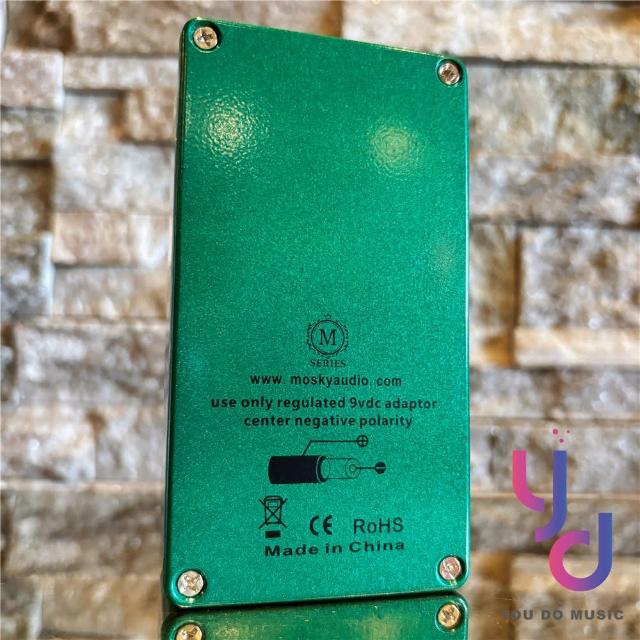 M
SERIES
www.moskyaudio.com
use only regulated 9vdc adaptor
center negative polarity
CE RoHS
Made in China
yd
YOU DO MUSIC